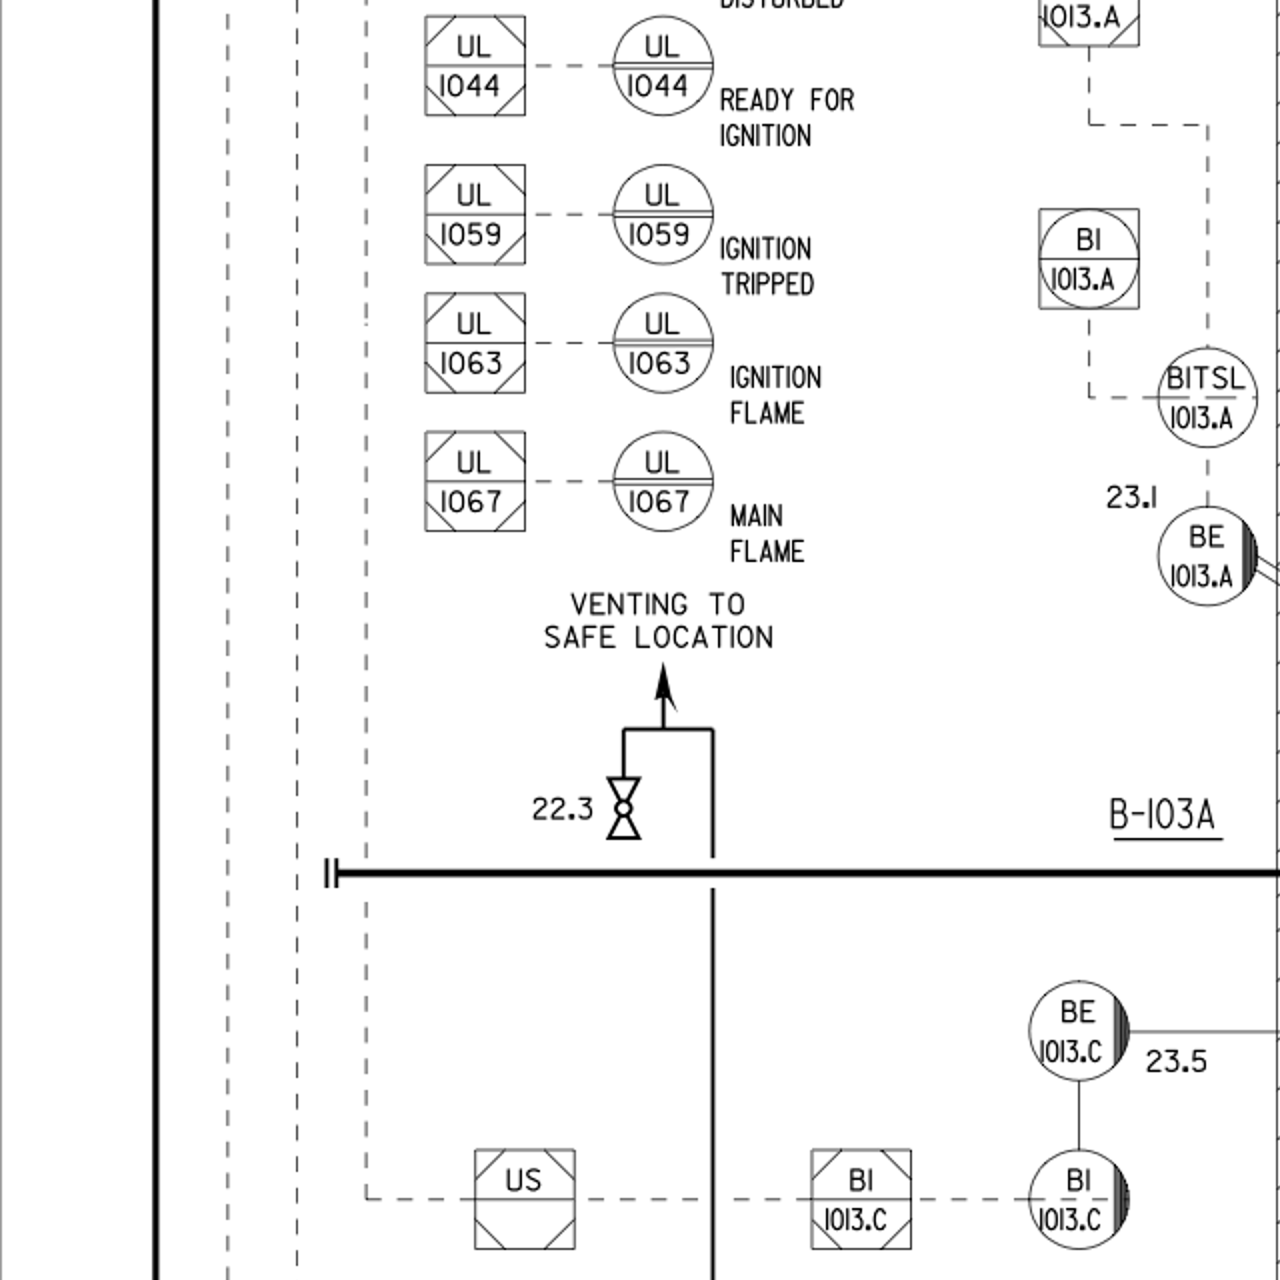 DISTURBED
1013.A
UL
1044
UL
1044
READY FOR
IGNITION
UL
1059
UL
1059
IGNITION
TRIPPED
BI
1013.A
UL
1063
UL
1063
IGNITION
FLAME
BITSL
1013.A
UL
1067
UL
1067
MAIN
FLAME
23.1
BE
1013.A
VENTING TO
SAFE LOCATION
22.3
B-103A
BE
1013.C
23.5
US
BI
1013.C
BI
1013.C